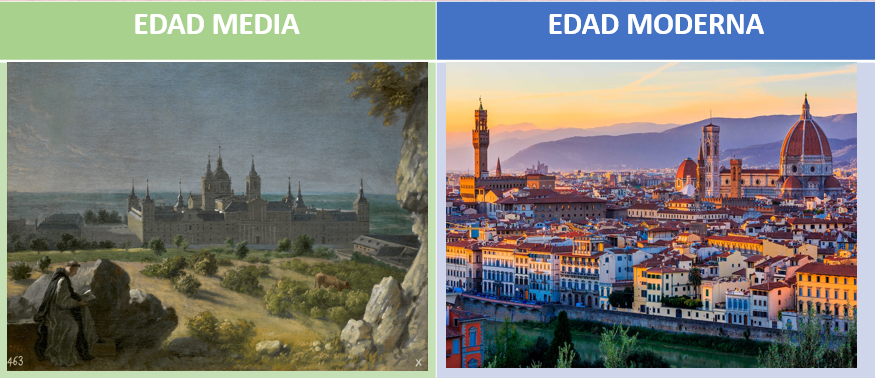 EDAD MEDIA
EDAD MODERNA
463
x